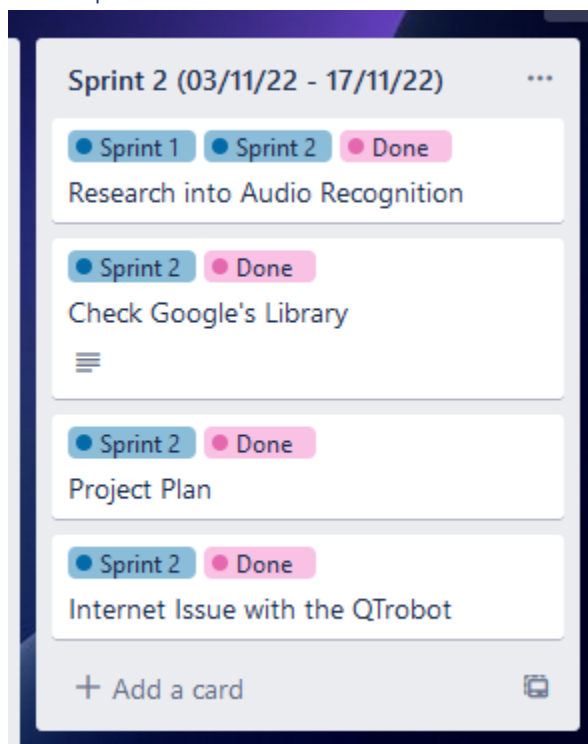 Sprint 2 (03/11/22 - 17/11/22)
Sprint 1 Sprint 2 Done
Research into Audio Recognition
Sprint 2 Done
Check Google's Library
Sprint 2 Done
Project Plan
Sprint 2 Done
Internet Issue with the QTrobot
+ Add a card